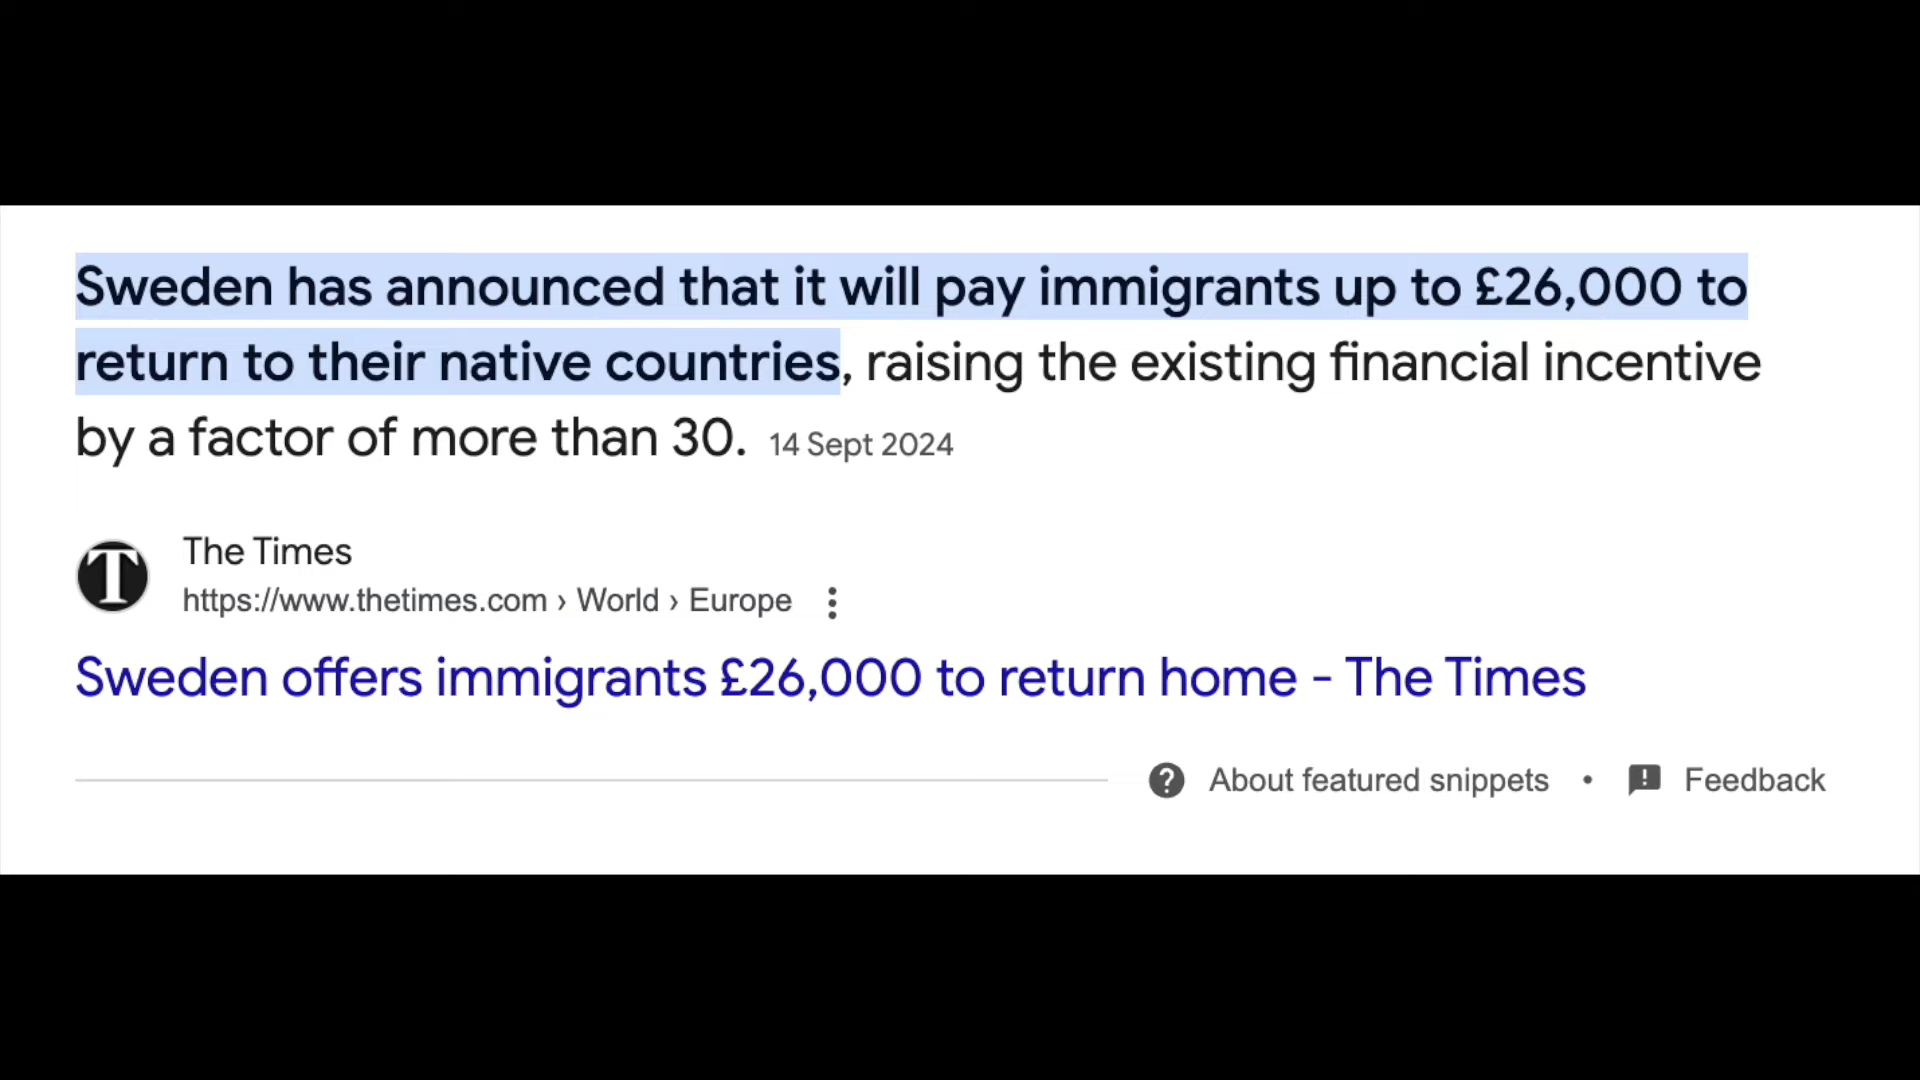 Sweden has announced that it will pay immigrants up to £26,000 to
return to their native countries, raising the existing financial incentive
by a factor of more than 30. 14 Sept 2024
T
The Times
https://www.thetimes.com › World › Europe
Sweden offers immigrants £26,000 to return home - The Times
About featured snippets • Feedback